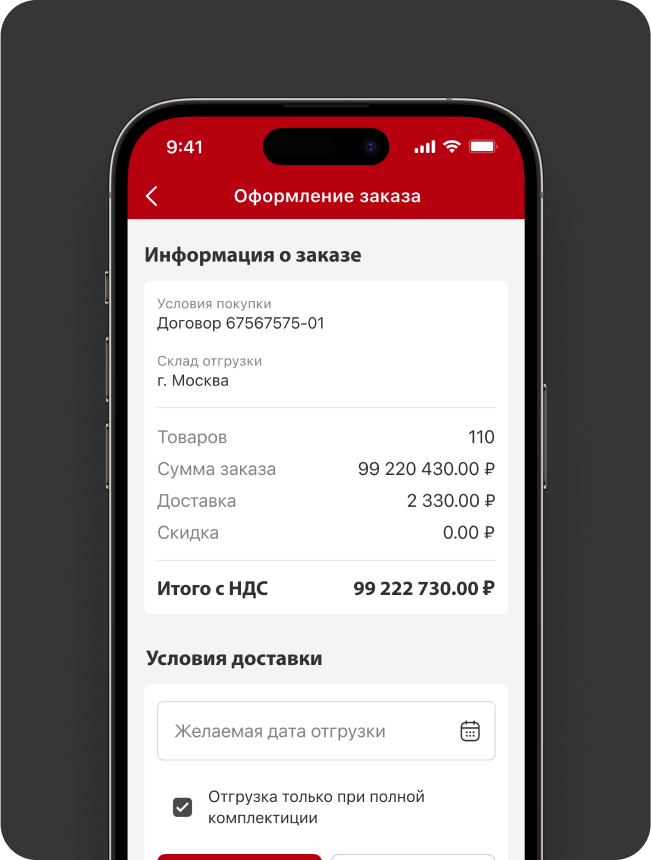 9:41
Оформление заказа
Информация о заказе
Условия покупки
Договор 67567575-01
Склад отгрузки
г. Москва
Товаров 110
Сумма заказа 99 220 430.00 ₽
Доставка 2 330.00 ₽
Скидка 0.00 ₽
Итого с НДС 99 222 730.00 ₽
Условия доставки
Желаемая дата отгрузки
Отгрузка только при полной
комплектиции